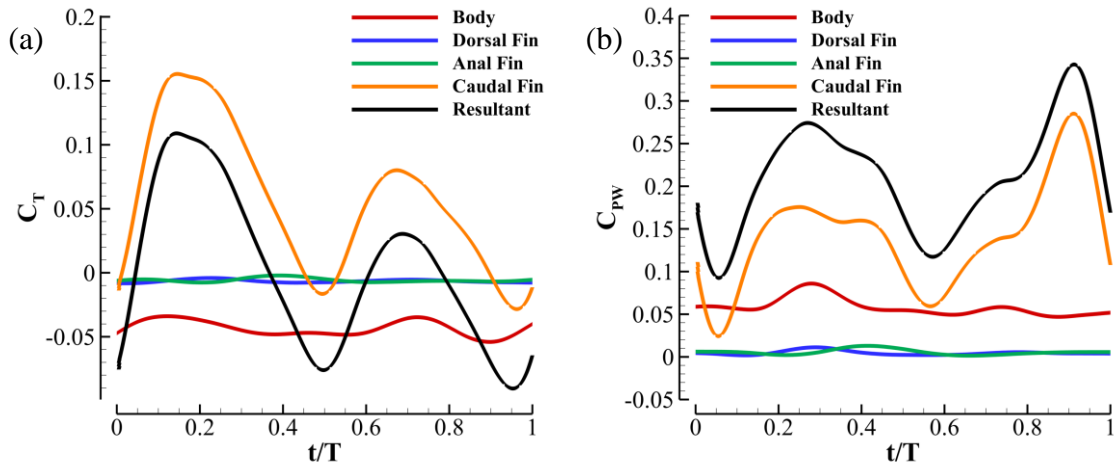 (a)
0.2
0.15
0.1
0.05
0
-0.05
C_T
Body
Dorsal Fin
Anal Fin
Caudal Fin
Resultant
0 0.2 0.4 0.6 0.8 1
t/T
(b)
0.4
0.35
0.3
0.25
0.2
0.15
0.1
0.05
0
-0.05
C_PW
Body
Dorsal Fin
Anal Fin
Caudal Fin
Resultant
0 0.2 0.4 0.6 0.8 1
t/T